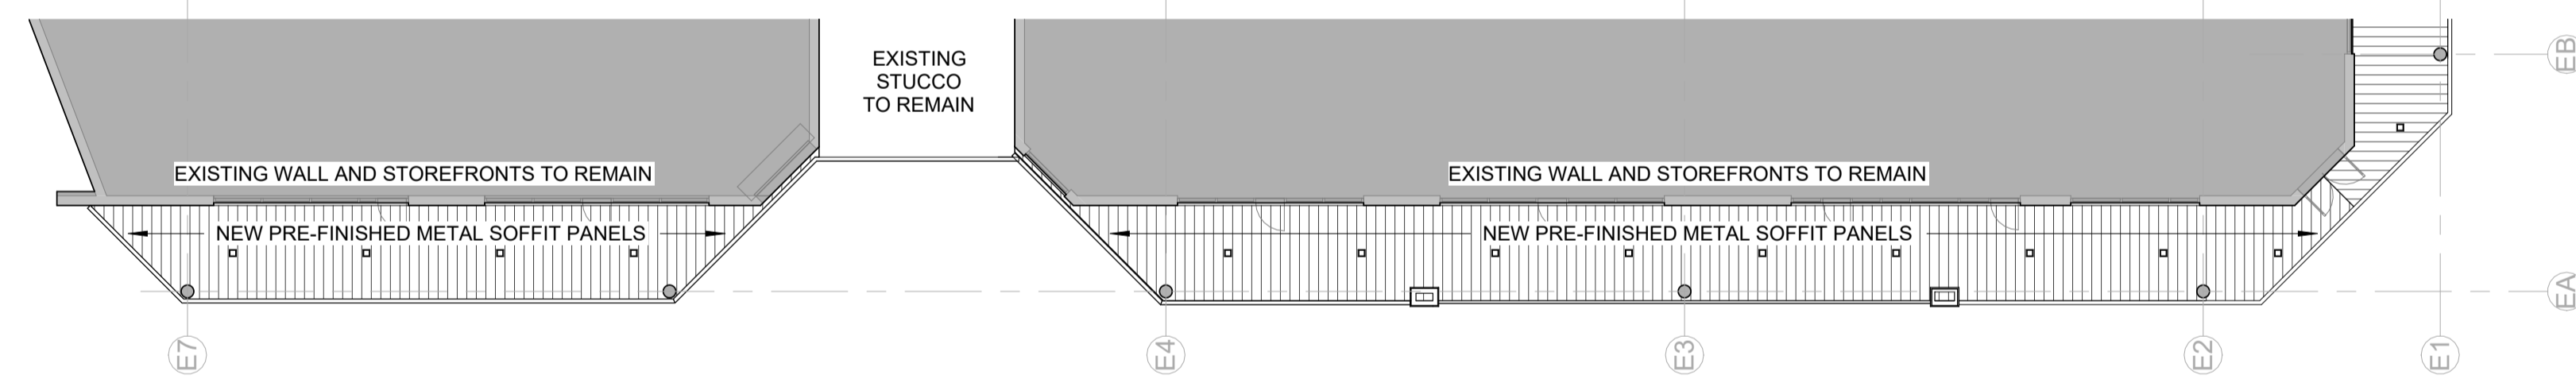 EXISTING
STUCCO
TO REMAIN
EB
EXISTING WALL AND STOREFRONTS TO REMAIN
EXISTING WALL AND STOREFRONTS TO REMAIN
NEW PRE-FINISHED METAL SOFFIT PANELS
NEW PRE-FINISHED METAL SOFFIT PANELS
EA
E7
E4
E3
E2
E1